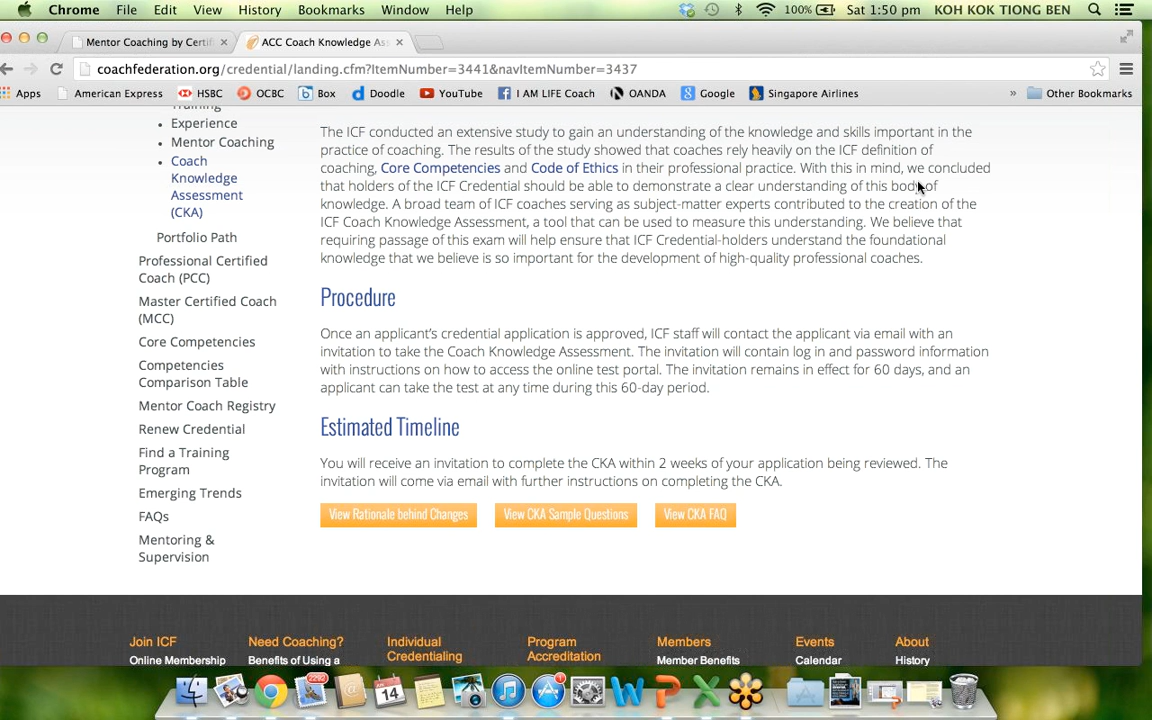 Chrome File Edit View History Bookmarks Window Help 100% Sat 1:50 pm KOH KOK TIONG BEN
Mentor Coaching by Certifi × ACC Coach Knowledge Ass ×
coachfederation.org/credential/landing.cfm?ItemNumber=3441&navItemNumber=3437
Apps American Express HSBC OCBC Box Doodle YouTube I AM LIFE Coach OANDA Google Singapore Airlines » Other Bookmarks
Training
Experience
Mentor Coaching
Coach
Knowledge
Assessment
(CKA)
Portfolio Path
Professional Certified
Coach (PCC)
Master Certified Coach
(MCC)
Core Competencies
Competencies
Comparison Table
Mentor Coach Registry
Renew Credential
Find a Training
Program
Emerging Trends
FAQs
Mentoring &
Supervision
The ICF conducted an extensive study to gain an understanding of the knowledge and skills important in the
practice of coaching. The results of the study showed that coaches rely heavily on the ICF definition of
coaching, Core Competencies and Code of Ethics in their professional practice. With this in mind, we concluded
that holders of the ICF Credential should be able to demonstrate a clear understanding of this body of
knowledge. A broad team of ICF coaches serving as subject-matter experts contributed to the creation of the
ICF Coach Knowledge Assessment, a tool that can be used to measure this understanding. We believe that
requiring passage of this exam will help ensure that ICF Credential-holders understand the foundational
knowledge that we believe is so important for the development of high-quality professional coaches.
Procedure
Once an applicant's credential application is approved, ICF staff will contact the applicant via email with an
invitation to take the Coach Knowledge Assessment. The invitation will contain log in and password information
with instructions on how to access the online test portal. The invitation remains in effect for 60 days, and an
applicant can take the test at any time during this 60-day period.
Estimated Timeline
You will receive an invitation to complete the CKA within 2 weeks of your application being reviewed. The
invitation will come via email with further instructions on completing the CKA.
View Rationale behind Changes View CKA Sample Questions View CKA FAQ
Join ICF
Online Membership
Need Coaching?
Benefits of Using a
Individual
Credentialing
Program
Accreditation
Members
Member Benefits
Events
Calendar
About
History
2292
14